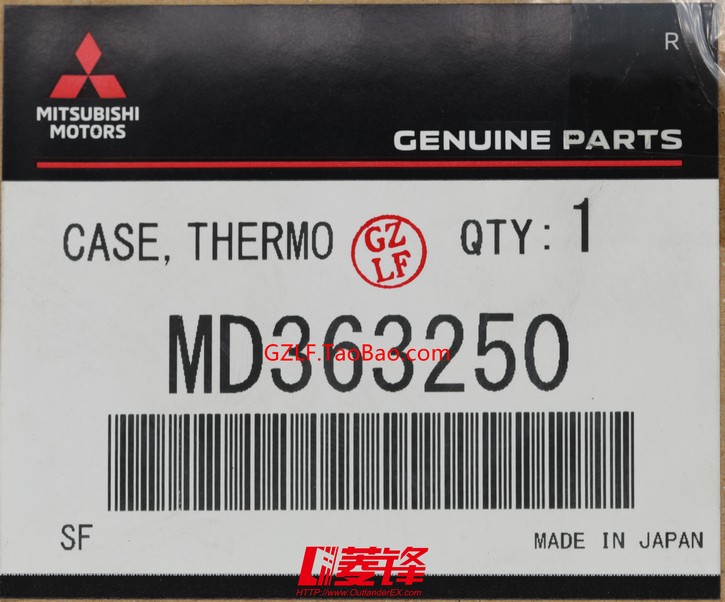 R
MITSUBISHI
MOTORS
GENUINE PARTS
CASE, THERMO
GZ
LF
QTY: 1
MD363250
GZLF.TaoBao.com
SF
MADE IN JAPAN
菱锋
HTTP://www.OutlanderEX.com